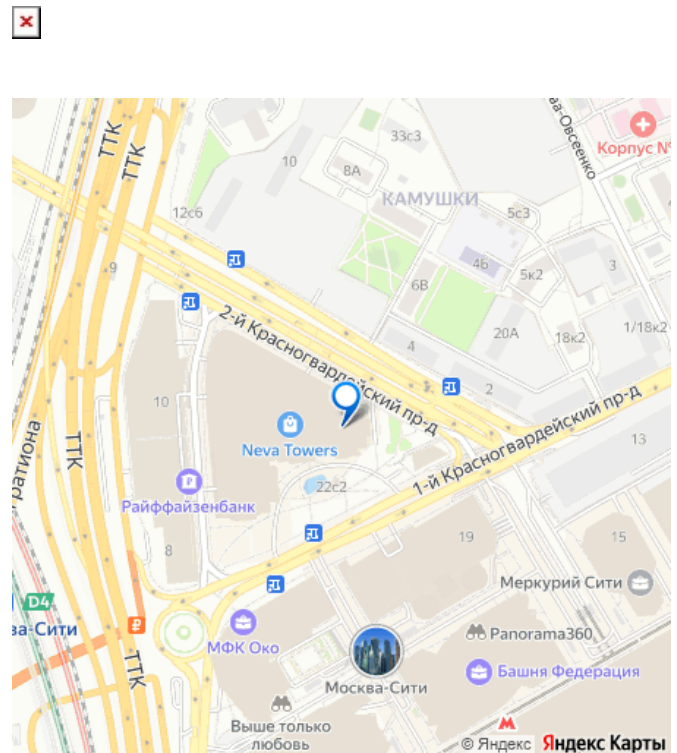 ТТК
ТТК
33с3
ва-Овсеенко
Корпус №
10
8А
КАМУШКИ
12с6
5с3
4Б
5к2
3
9
6В
2-й Красногвардейский пр-д
20А
18к2
1/18к2
4
2
10
Neva Towers
1-й Красногвардейский пр-д
13
ратиона
ТТК
22с2
Райффайзенбанк
19
15
8
Меркурий Сити
D4
ва-Сити
МФК Око
Panorama360
Башня Федерация
ТТК
Москва-Сити
Выше только
любовь
© Яндекс Яндекс Карты